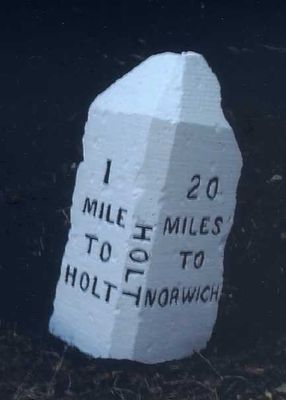 1
MILE
TO
HOLT
HOLT
20
MILES
TO
NORWICH